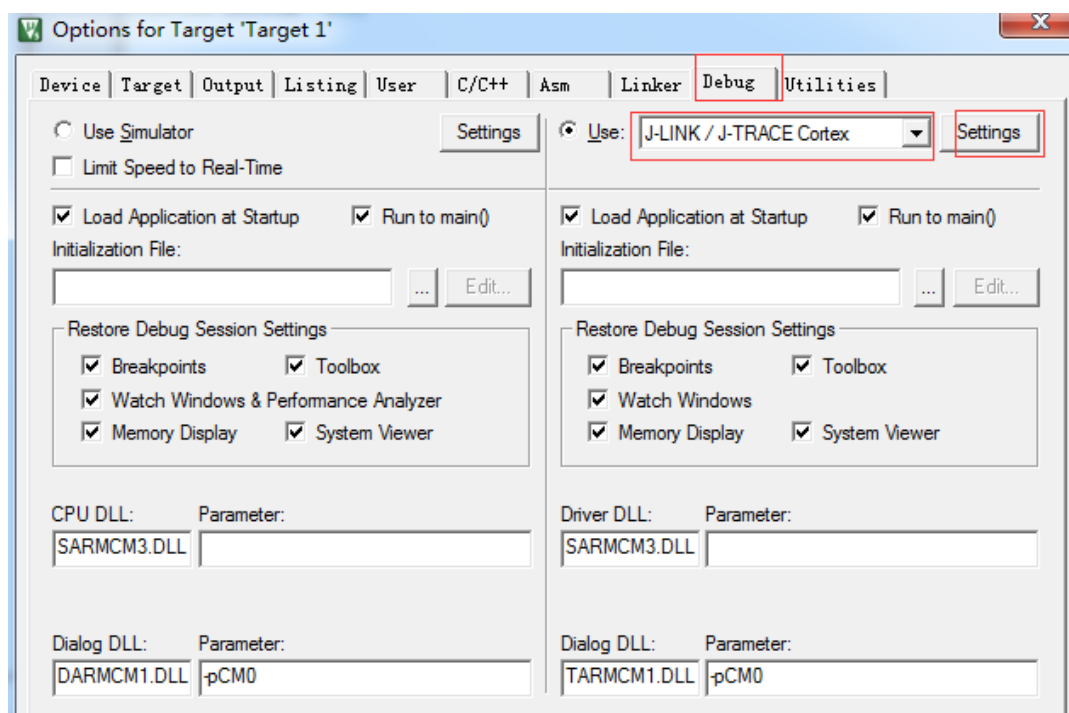 Options for Target 'Target 1'
Device Target Output Listing User C/C++ Asm Linker Debug Utilities
Use Simulator Settings Use: J-LINK / J-TRACE Cortex Settings
Limit Speed to Real-Time
Load Application at Startup Run to main() Load Application at Startup Run to main()
Initialization File: Initialization File:
... Edit... ... Edit...
Restore Debug Session Settings Restore Debug Session Settings
Breakpoints Toolbox Breakpoints Toolbox
Watch Windows & Performance Analyzer Watch Windows
Memory Display System Viewer Memory Display System Viewer
CPU DLL: Parameter: Driver DLL: Parameter:
SARMCM3.DLL SARMCM3.DLL
Dialog DLL: Parameter: Dialog DLL: Parameter:
DARMCM1.DLL -pCM0 TARMCM1.DLL -pCM0